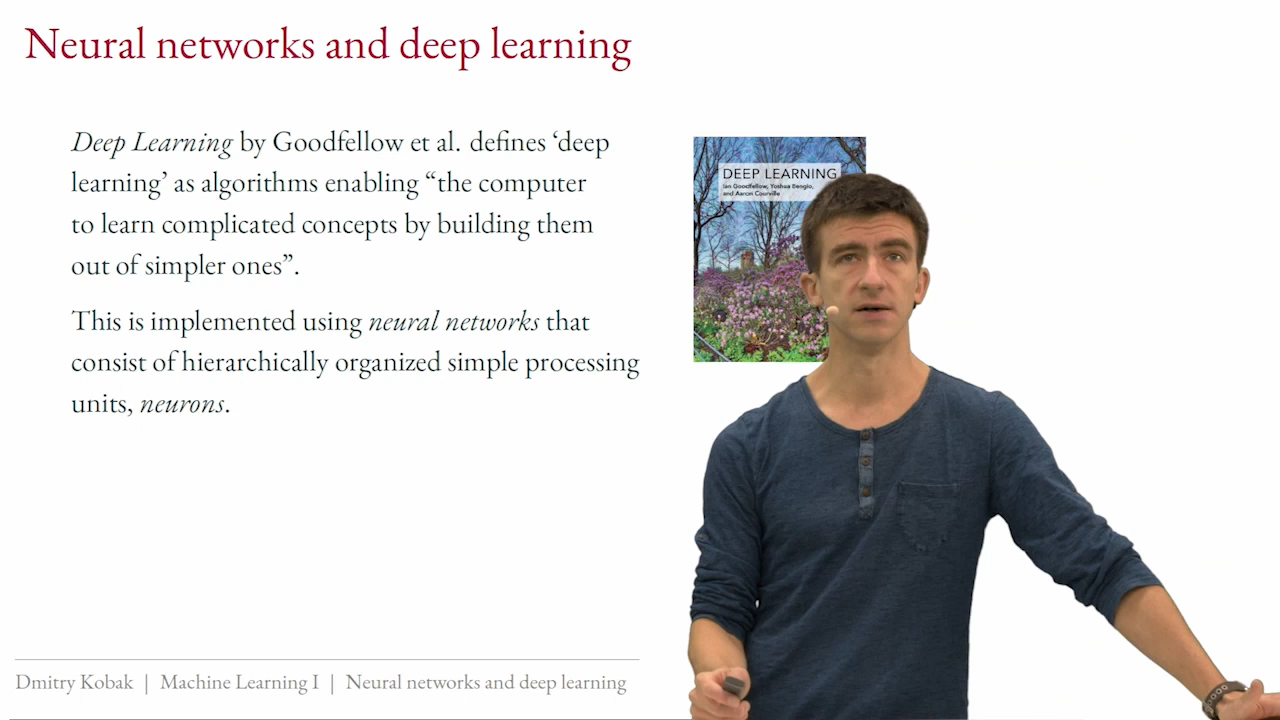 Neural networks and deep learning
Deep Learning by Goodfellow et al. defines ‘deep
learning’ as algorithms enabling “the computer
to learn complicated concepts by building them
out of simpler ones”.
This is implemented using neural networks that
consist of hierarchically organized simple processing
units, neurons.
DEEP LEARNING
Ian Goodfellow, Yoshua Bengio,
and Aaron Courville
Dmitry Kobak | Machine Learning I | Neural networks and deep learning